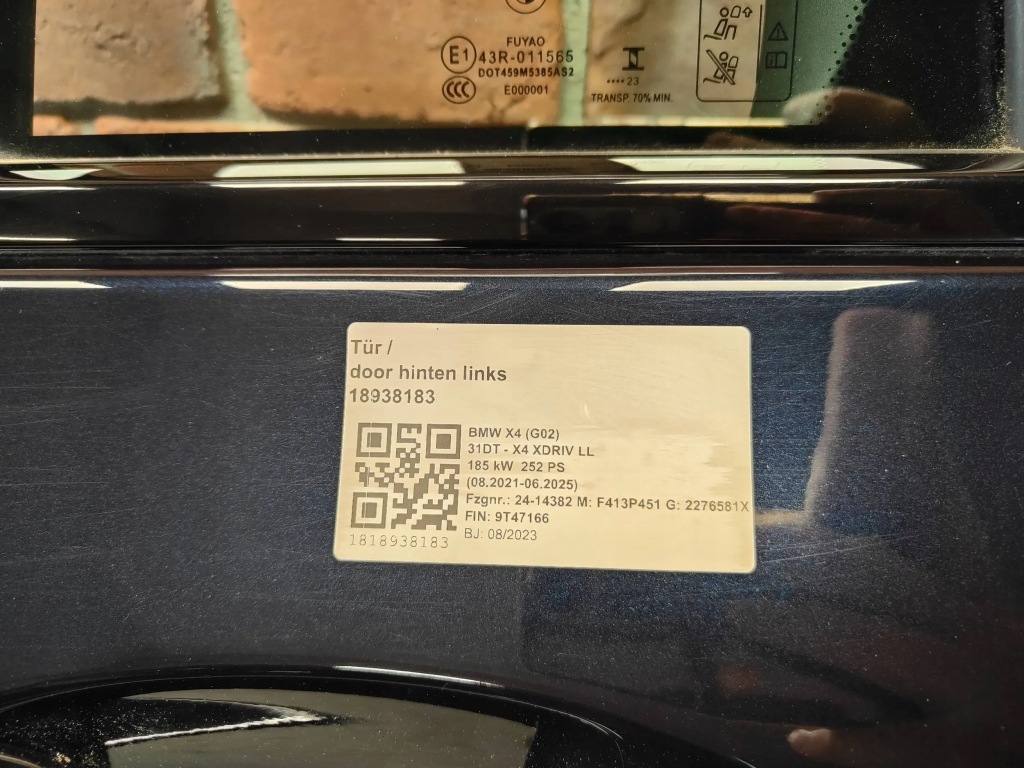 FUYAO
E1 43R-011565
DOT459M5385AS2
CCC E000001
••••23
TRANSP. 70% MIN.
Tür /
door hinten links
18938183
BMW X4 (G02)
31DT - X4 XDRIV LL
185 kW 252 PS
(08.2021-06.2025)
Fzgnr.: 24-14382 M: F413P451 G: 2276581X
FIN: 9T47166
BJ: 08/2023
1818938183